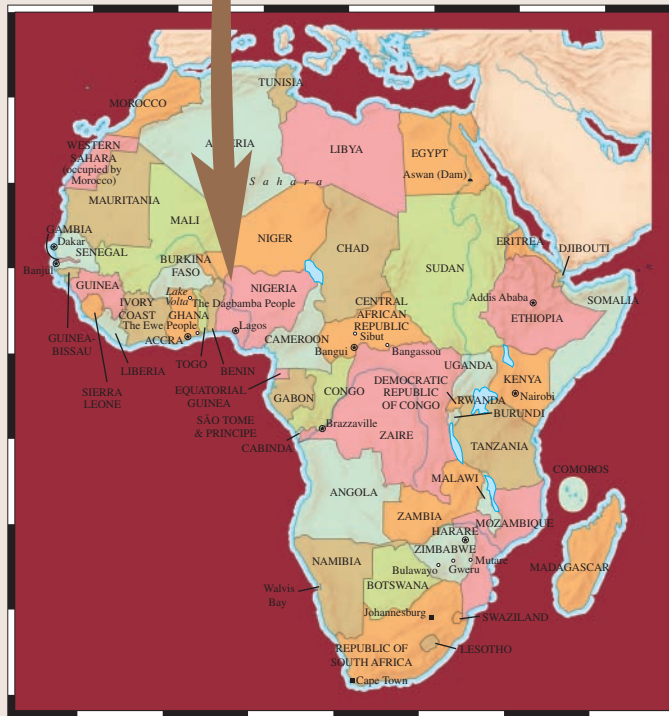 TUNISIA
MOROCCO
ALGERIA
LIBYA
EGYPT
WESTERN
SAHARA
(occupied by
Morocco)
Aswan (Dam)
Sahara
MAURITANIA
MALI
NIGER
CHAD
SUDAN
ERITREA
DJIBOUTI
GAMBIA
Dakar
SENEGAL
Banjul
BURKINA
FASO
GUINEA
NIGERIA
Lake
Volta
The Dagbamba People
IVORY
COAST
GHANA
The Ewe People
ACCRA
Lagos
CENTRAL
AFRICAN
REPUBLIC
Sibut
Bangui
Bangassou
Addis Ababa
ETHIOPIA
SOMALIA
GUINEA-
BISSAU
SIERRA
LEONE
LIBERIA
TOGO
BENIN
CAMEROON
EQUATORIAL
GUINEA
SÃO TOME
& PRINCIPE
GABON
CONGO
DEMOCRATIC
REPUBLIC
OF CONGO
UGANDA
KENYA
Nairobi
RWANDA
BURUNDI
Brazzaville
CABINDA
ZAIRE
TANZANIA
COMOROS
MALAWI
ANGOLA
ZAMBIA
MOZAMBIQUE
HARARE
ZIMBABWE
Mutare
Bulawayo
Gweru
MADAGASCAR
NAMIBIA
BOTSWANA
Walvis
Bay
Johannesburg
SWAZILAND
LESOTHO
REPUBLIC OF
SOUTH AFRICA
Cape Town